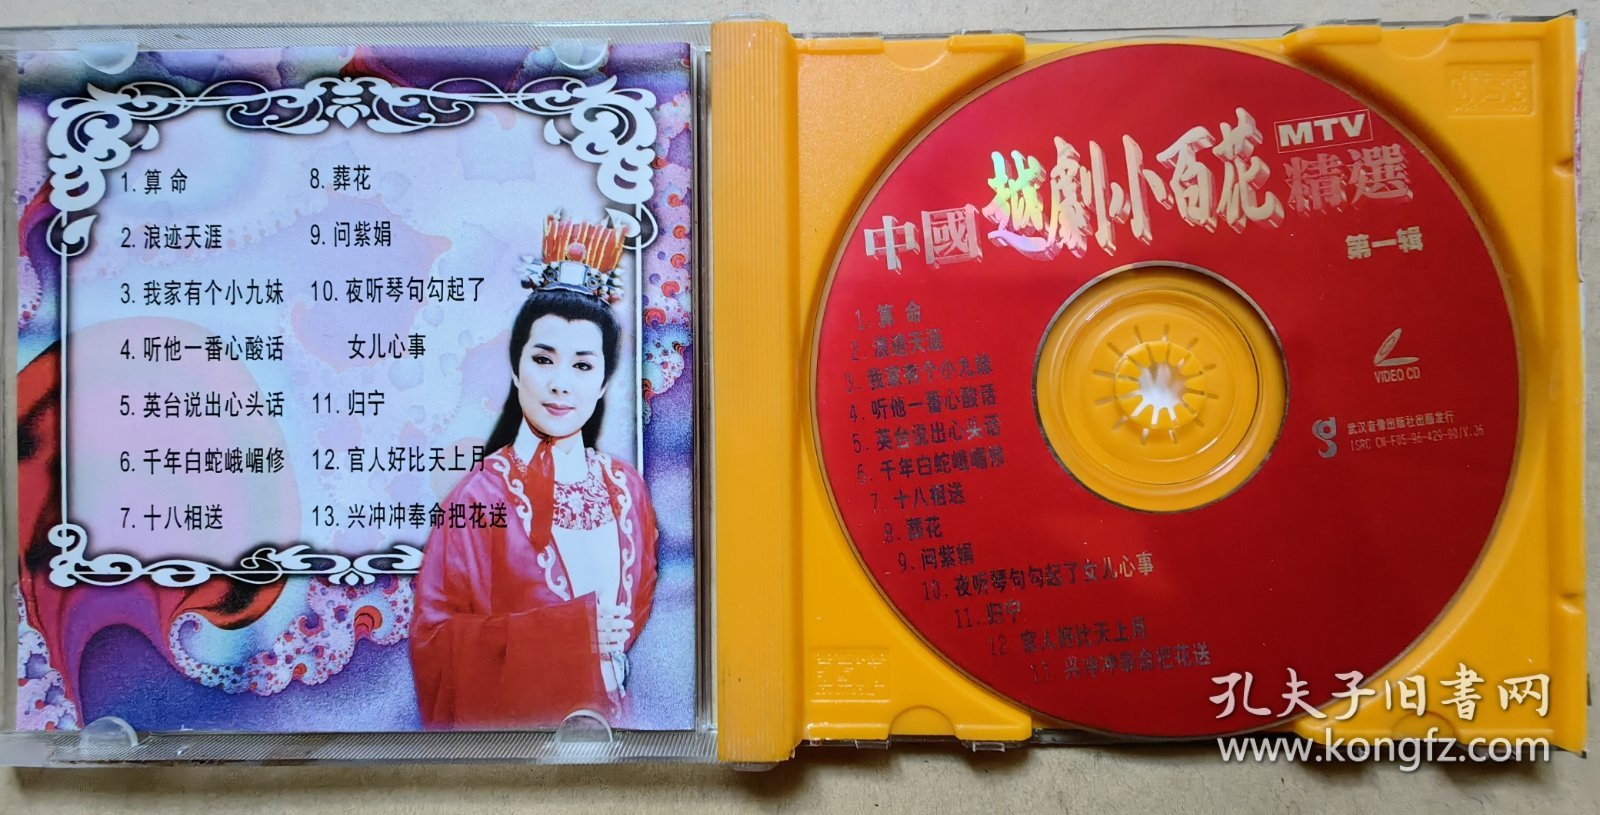 1. 算 命
2. 浪迹天涯
3. 我家有个小九妹
4. 听他一番心酸话
5. 英台说出心头话
6. 千年白蛇峨嵋修
7. 十八相送
8. 葬花
9. 问紫娟
10. 夜听琴句勾起了
女儿心事
11. 归宁
12. 官人好比天上月
13. 兴冲冲奉命把花送
中國越劇小百花精選
MTV
第一辑
1. 算 命
2. 浪迹天涯
3. 我家有个小九妹
4. 听他一番心酸话
5. 英台说出心头话
6. 千年白蛇峨嵋修
7. 十八相送
8. 葬花
9. 问紫娟
10. 夜听琴句勾起了女儿心事
11. 归宁
12. 官人好比天上月
13. 兴冲冲奉命把花送
VIDEO CD
武汉音像出版社出版发行
ISRC CN-F05-96-429-00/V.J6
孔夫子旧书网
www.kongfz.com